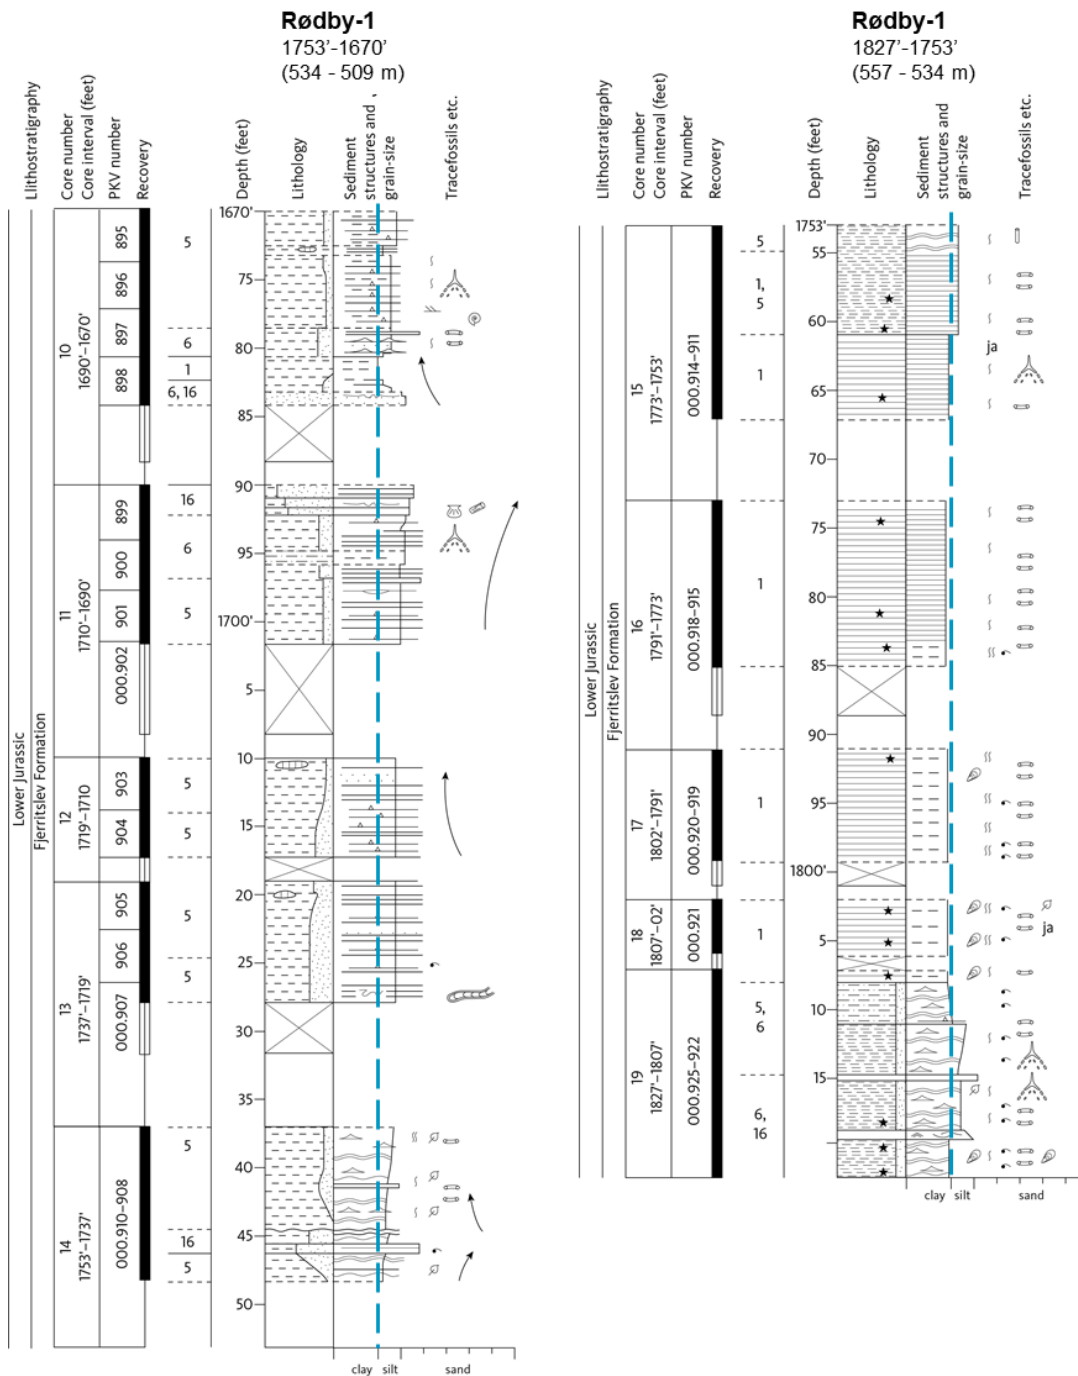 Rødby-1
1753’-1670’
(534 - 509 m)
Llithostratigraphy
Core number
Core interval (feet)
PKV number
Recovery
Depth (feet)
Lithology
Sediment
structures and
grain-size
Tracefossils etc.
Lower Jurassic
Fjerritslev Formation
10
1690’–1670’
895
896
897
898
5
6
1
6, 16
11
1710’–1690’
899
900
901
000.902
16
6
5
12
1719’–1710
903
904
5
5
13
1737’–1719’
905
906
000.907
5
5
14
1753’–1737’
000.910–908
5
16
5
1670’
75
80
85
90
95
1700’
5
10
15
20
25
30
35
40
45
50
clay silt sand
Rødby-1
1827’-1753’
(557 - 534 m)
Llithostratigraphy
Core number
Core interval (feet)
PKV number
Recovery
Depth (feet)
Lithology
Sediment
structures and
grain-size
Tracefossils etc.
Lower Jurassic
Fjerritslev Formation
15
1773’–1753’
000.914–911
5
1,
5
1
16
1791’–1773’
000.918–915
1
17
1802’–1791’
000.920–919
1
18
1807’–02’
000.921
1
19
1827’–1807’
000.925–922
5,
6
6,
16
1753’
55
60
65
70
75
80
85
90
95
1800’
5
10
15
ja
ja
clay silt sand